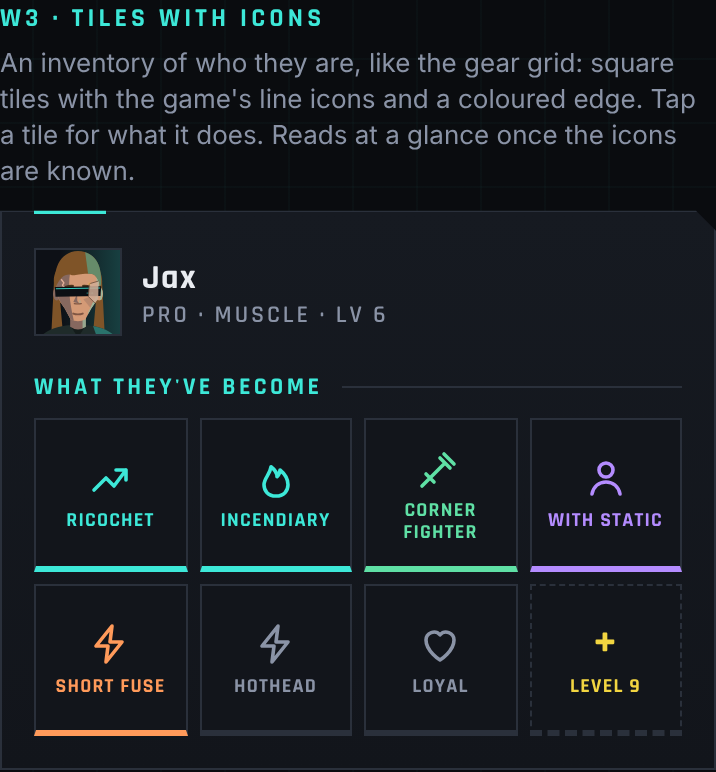 W3 · TILES WITH ICONS
An inventory of who they are, like the gear grid: square
tiles with the game's line icons and a coloured edge. Tap
a tile for what it does. Reads at a glance once the icons
are known.
Jax
PRO · MUSCLE · LV 6
WHAT THEY'VE BECOME
RICOCHET
INCENDIARY
CORNER
FIGHTER
WITH STATIC
SHORT FUSE
HOTHEAD
LOYAL
+
LEVEL 9